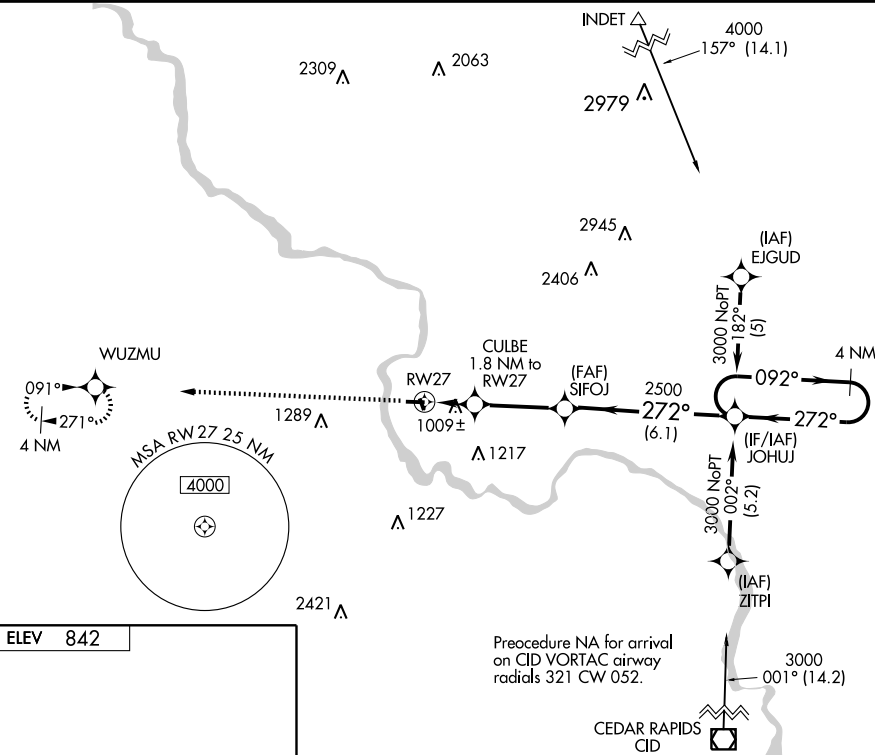 INDET
4000
157° (14.1)
2309
2063
2979
2945
2406
(IAF)
EJGUD
3000 NoPT
182°
(5)
4 NM
092°
WUZMU
091°
271°
4 NM
CULBE
1.8 NM to
RW27
RW27
(FAF)
SIFOJ
2500
272°
(6.1)
272°
(IF/IAF)
JOHUJ
1289
1009±
1217
MSA RW27 25 NM
4000
1227
3000 NoPT
002°
(5.2)
(IAF)
ZITPI
2421
ELEV 842
Preocedure NA for arrival
on CID VORTAC airway
radials 321 CW 052.
3000
001° (14.2)
CEDAR RAPIDS
CID